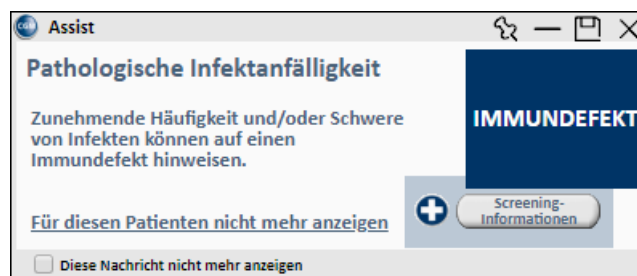 CGM Assist
Pathologische Infektanfälligkeit
Zunehmende Häufigkeit und/oder Schwere
von Infekten können auf einen
Immundefekt hinweisen.
IMMUNDEFEKT
Für diesen Patienten nicht mehr anzeigen
Screening-
Informationen
Diese Nachricht nicht mehr anzeigen